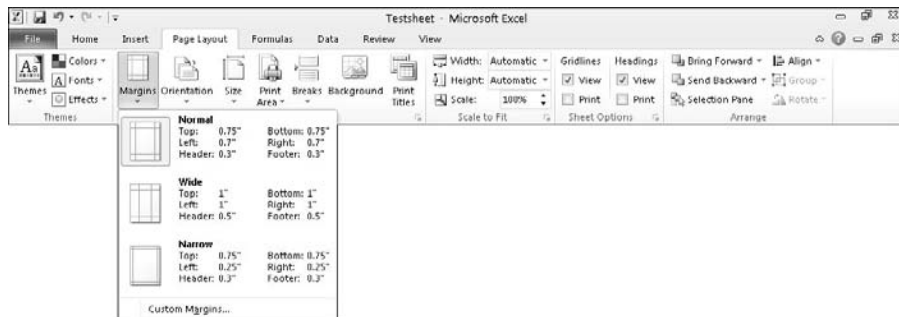 Testsheet - Microsoft Excel
File Home Insert Page Layout Formulas Data Review View
Themes
Colors
Fonts
Effects
Themes
Margins
Orientation
Size
Print Area
Breaks
Background
Print Titles
Width: Automatic
Height: Automatic
Scale: 100%
Scale to Fit
Gridlines Headings
View View
Print Print
Sheet Options
Bring Forward
Send Backward
Selection Pane
Align
Group
Rotate
Arrange
Normal
Top: 0.75" Bottom: 0.75"
Left: 0.7" Right: 0.7"
Header: 0.3" Footer: 0.3"
Wide
Top: 1" Bottom: 1"
Left: 1" Right: 1"
Header: 0.5" Footer: 0.5"
Narrow
Top: 0.75" Bottom: 0.75"
Left: 0.25" Right: 0.25"
Header: 0.3" Footer: 0.3"
Custom Margins...